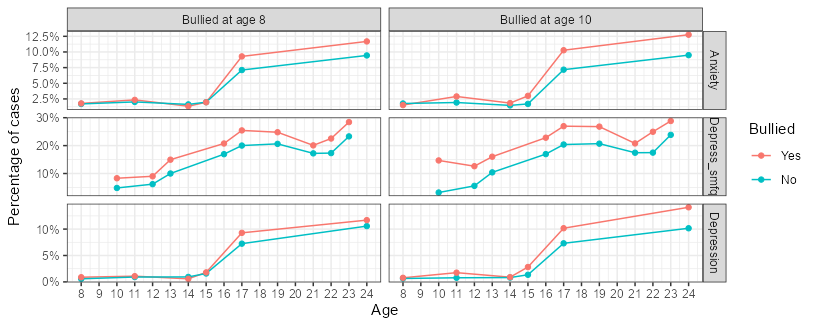 Bullied at age 8
Bullied at age 10
12.5%
10.0%
7.5%
5.0%
2.5%
Anxiety
30%
20%
10%
Depress_smfq
10%
5%
0%
Depression
8 9 10 11 12 13 14 15 16 17 18 19 20 21 22 23 24
8 9 10 11 12 13 14 15 16 17 18 19 20 21 22 23 24
Age
Percentage of cases
Bullied
Yes
No